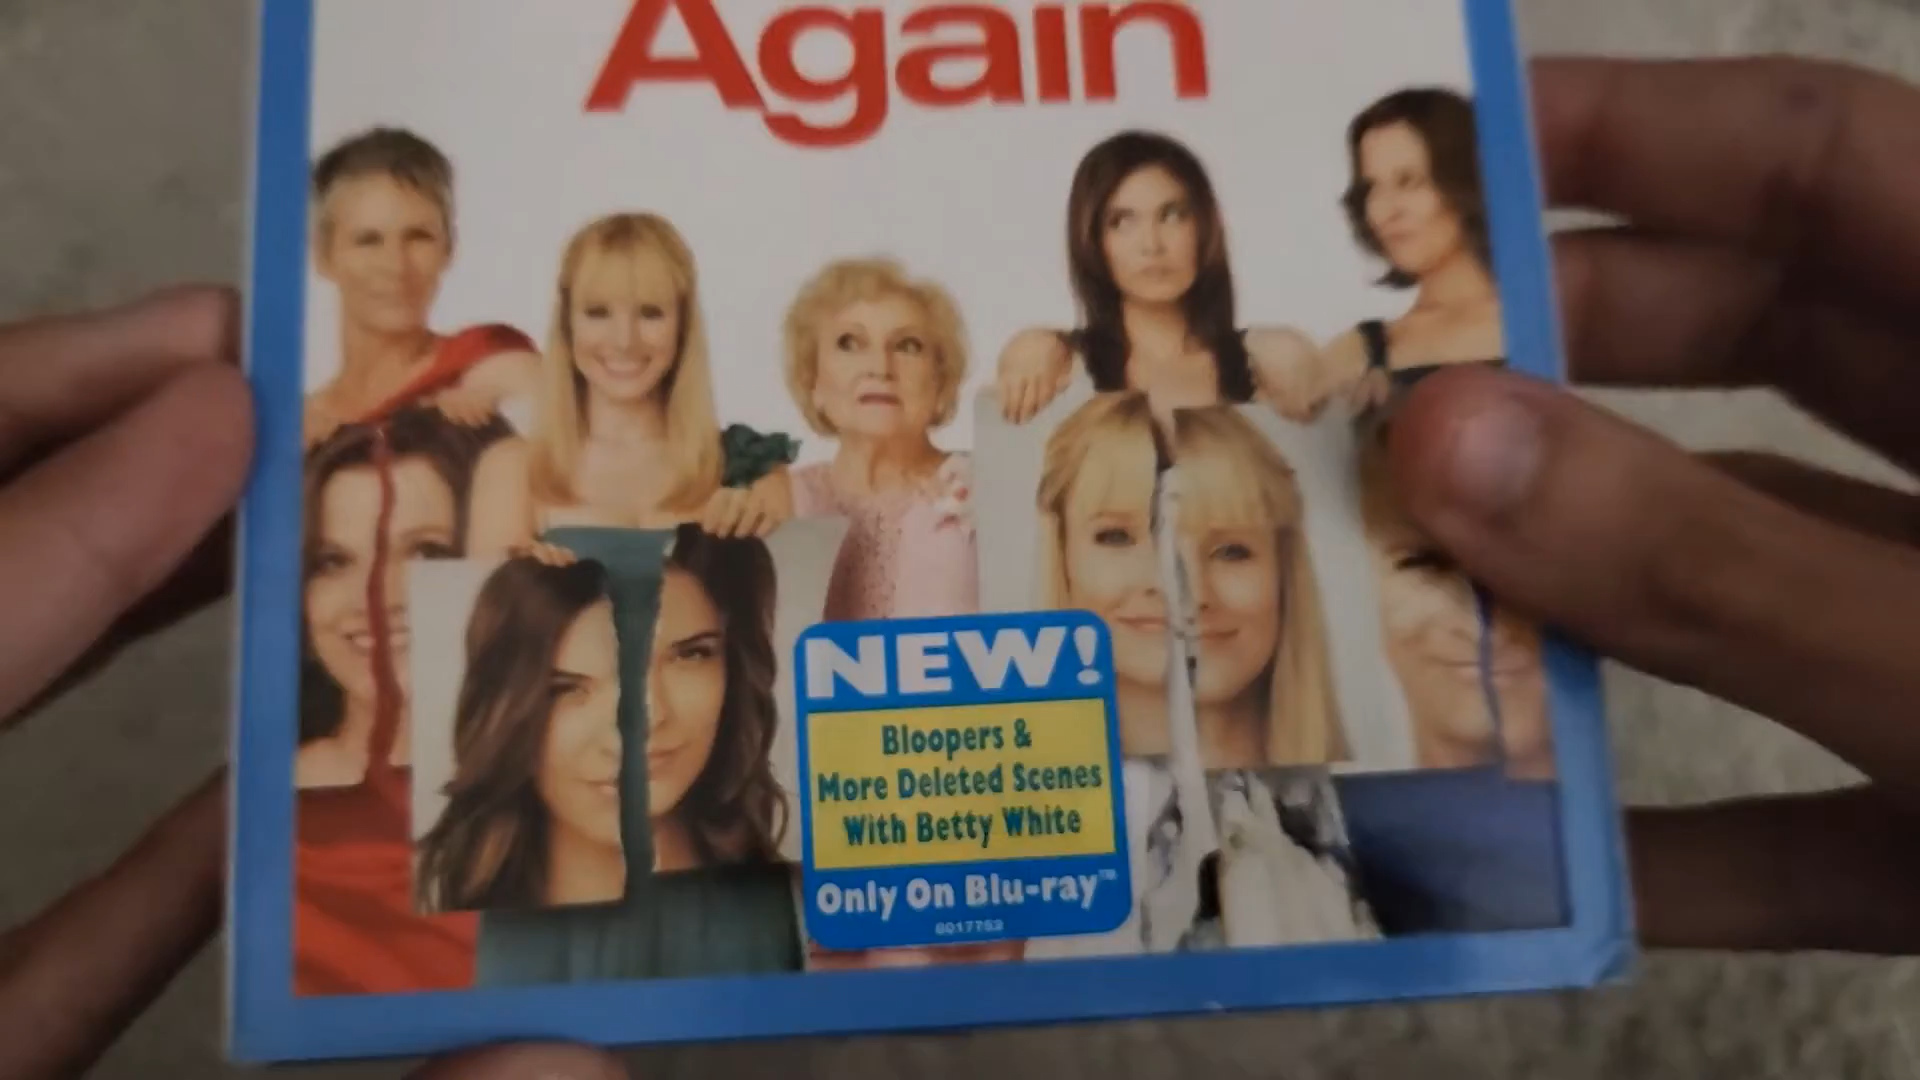 Again
NEW!
Bloopers &
More Deleted Scenes
With Betty White
Only On Blu-ray™